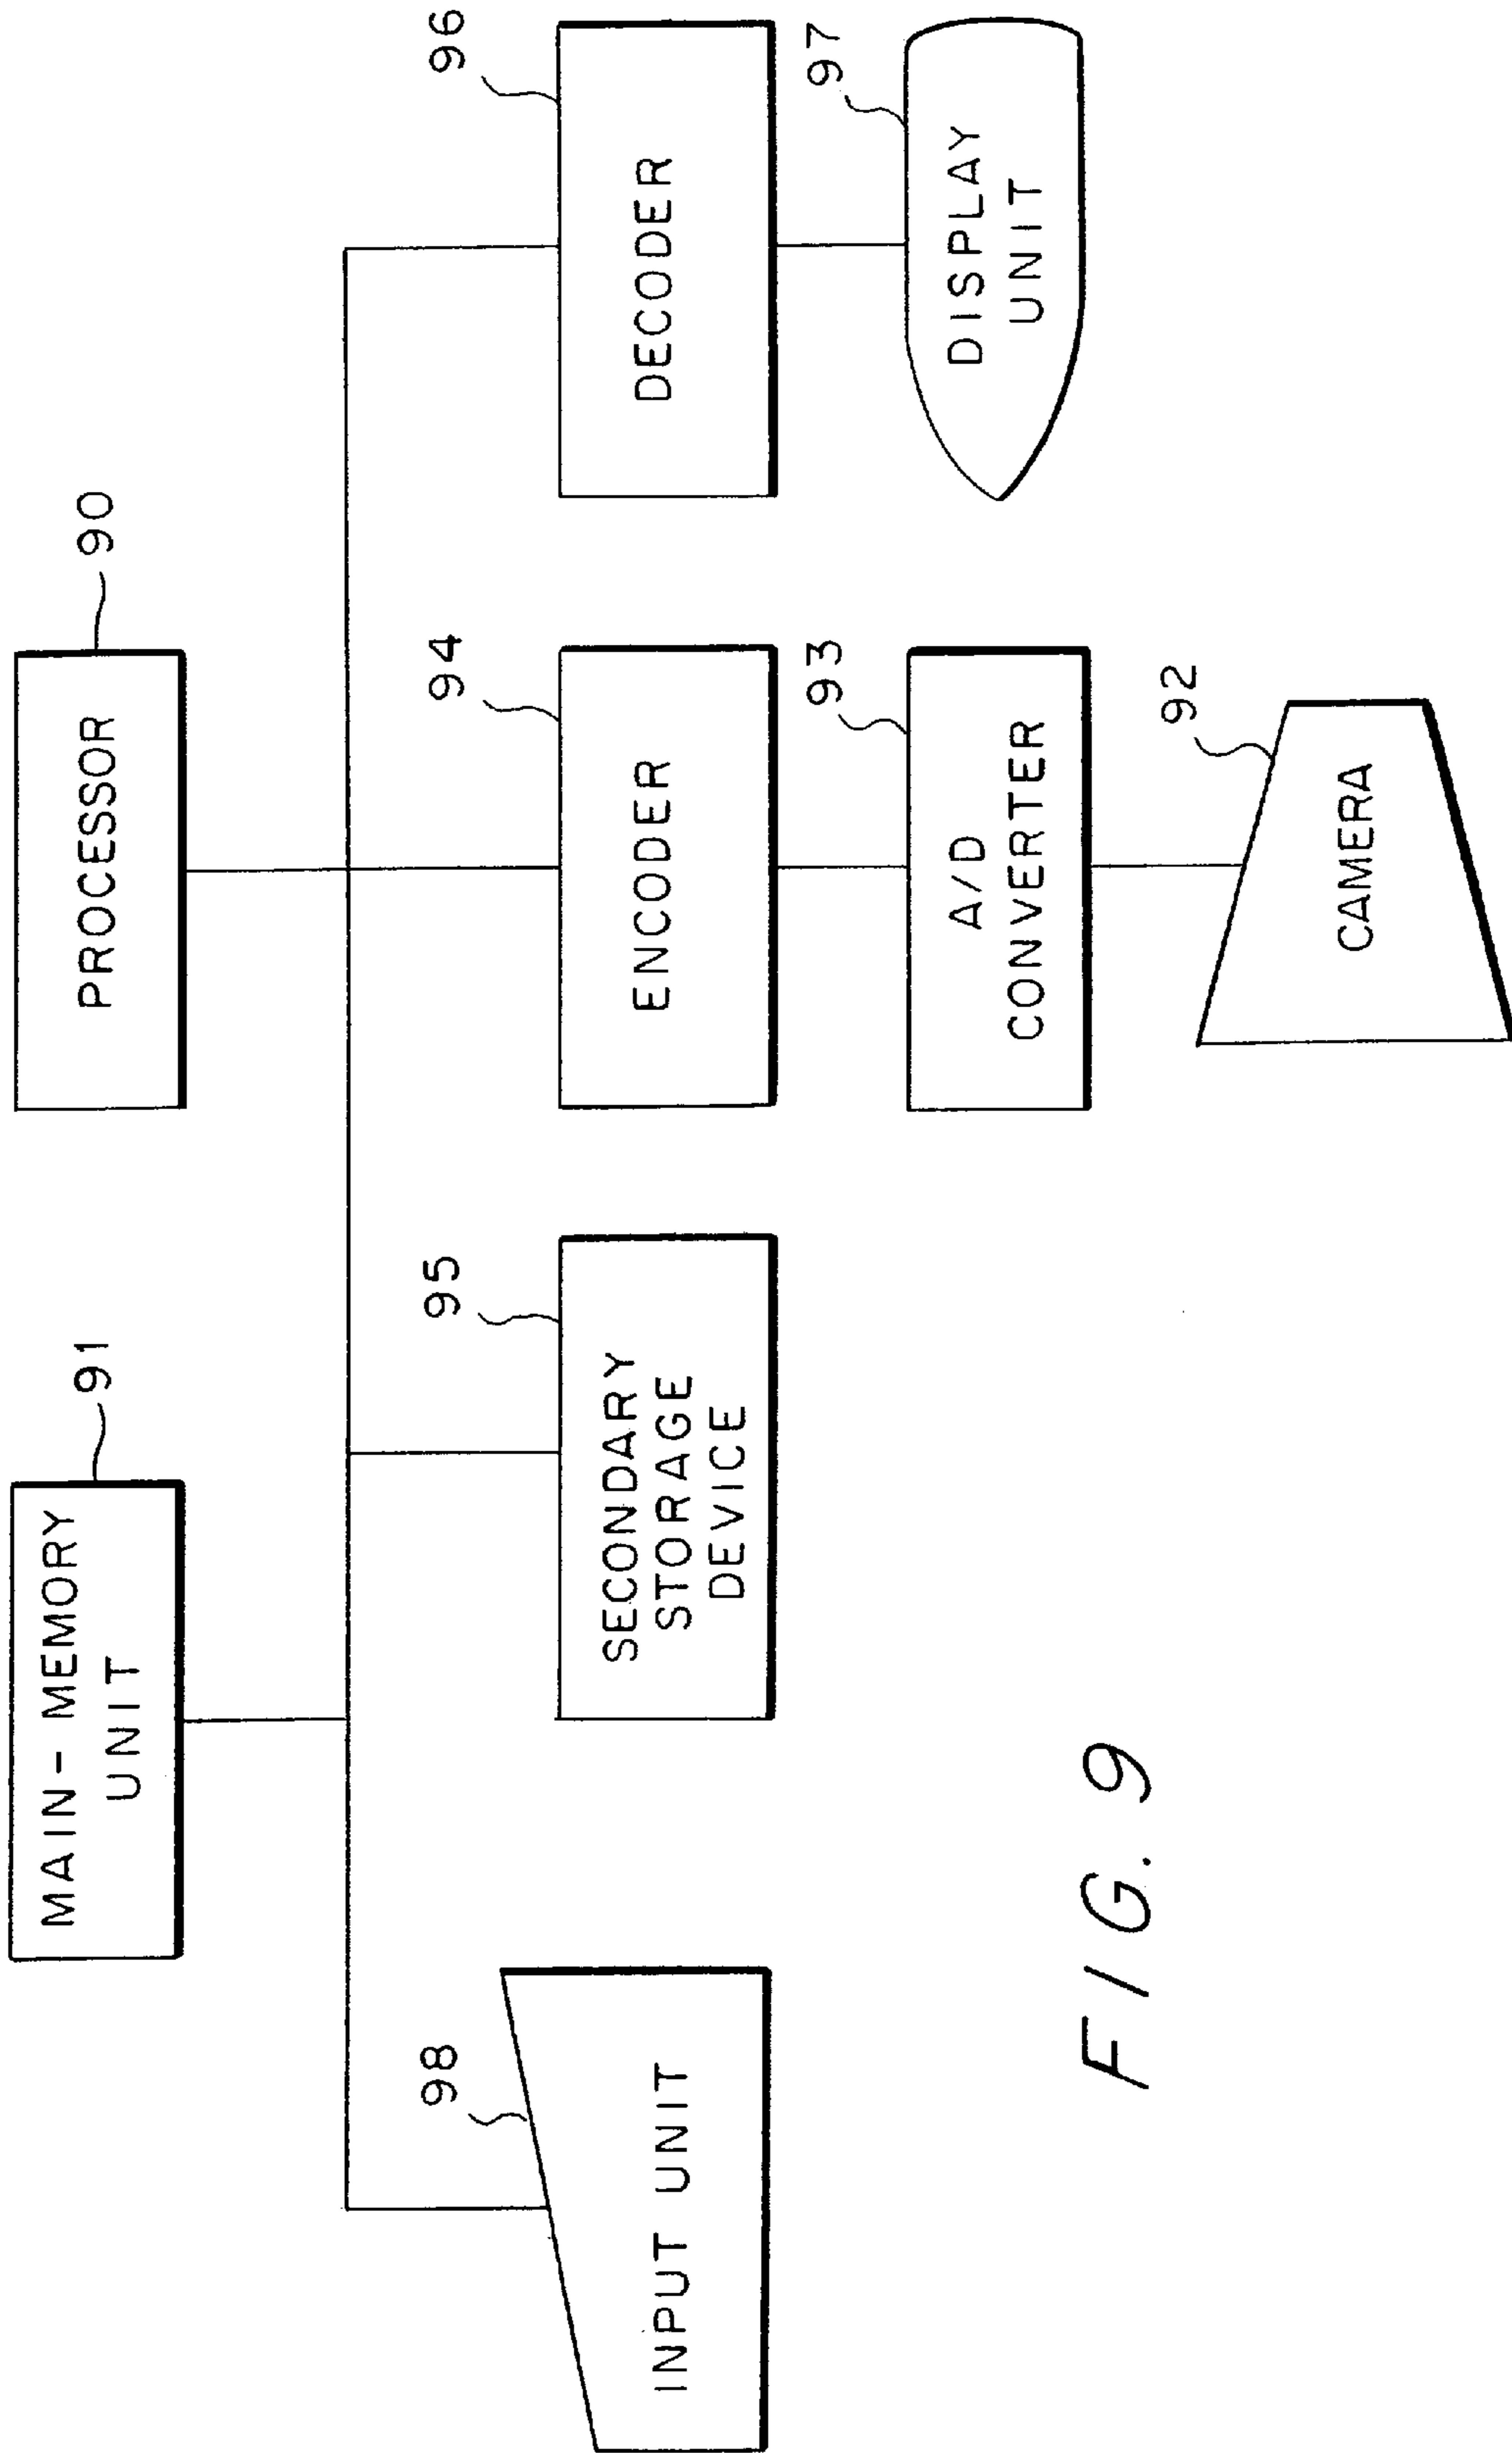 MAIN-MEMORY
UNIT
91
PROCESSOR
90
98
INPUT UNIT
95
SECONDARY
STORAGE
DEVICE
94
ENCODER
96
DECODER
93
A/D
CONVERTER
97
DISPLAY
UNIT
92
CAMERA
FIG. 9